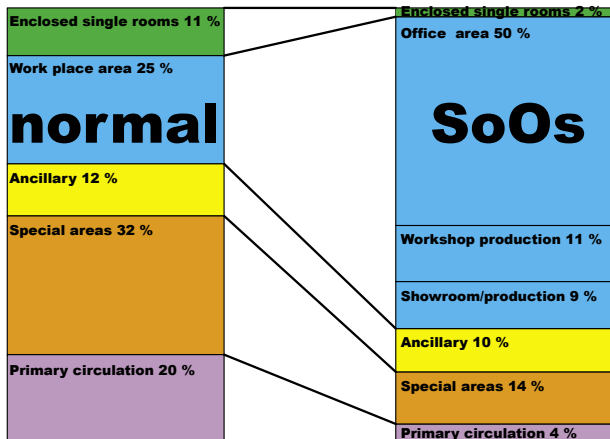 Enclosed single rooms 11 %
Work place area 25 %
normal
Ancillary 12 %
Special areas 32 %
Primary circulation 20 %
Enclosed single rooms 2 %
Office area 50 %
SoOs
Workshop production 11 %
Showroom/production 9 %
Ancillary 10 %
Special areas 14 %
Primary circulation 4 %